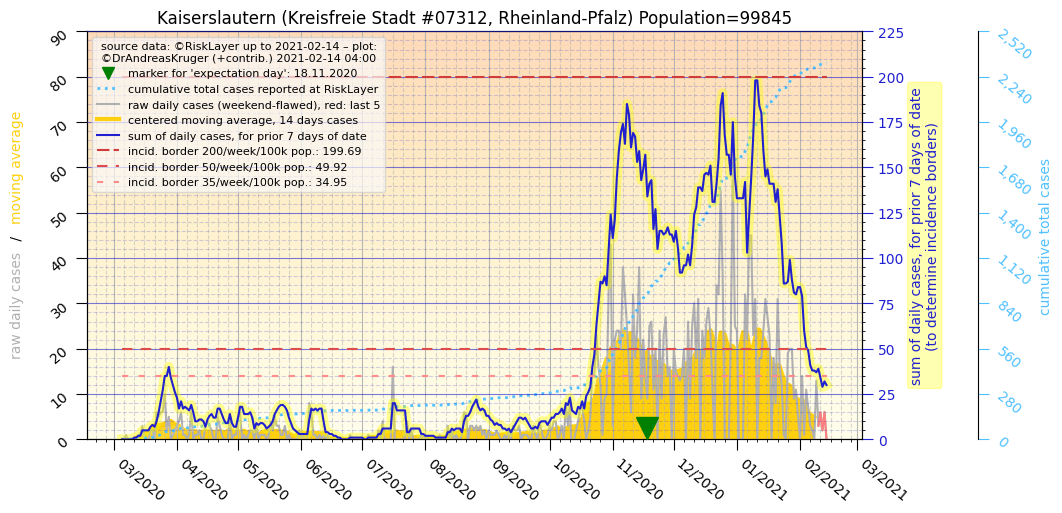 Kaiserslautern (Kreisfreie Stadt #07312, Rheinland-Pfalz) Population=99845
source data: ©RiskLayer up to 2021-02-14 – plot:
©DrAndreasKruger (+contrib.) 2021-02-14 04:00
marker for 'expectation day': 18.11.2020
cumulative total cases reported at RiskLayer
raw daily cases (weekend-flawed), red: last 5
centered moving average, 14 days cases
sum of daily cases, for prior 7 days of date
incid. border 200/week/100k pop.: 199.69
incid. border 50/week/100k pop.: 49.92
incid. border 35/week/100k pop.: 34.95
raw daily cases / moving average
90
80
70
60
50
40
30
20
10
0
03/2020
04/2020
05/2020
06/2020
07/2020
08/2020
09/2020
10/2020
11/2020
12/2020
01/2021
02/2021
03/2021
225
200
175
150
125
100
75
50
25
0
sum of daily cases, for prior 7 days of date
(to determine incidence borders)
2,520
2,240
1,960
1,680
1,400
1,120
840
560
280
0
cumulative total cases